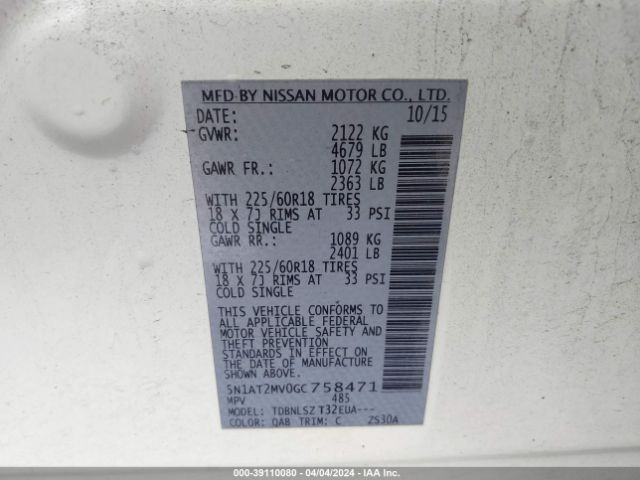 MFD BY NISSAN MOTOR CO., LTD.
DATE: 10/15
GVWR: 2122 KG
4679 LB
GAWR FR.: 1072 KG
2363 LB
WITH 225/60R18 TIRES
18 X 7J RIMS AT 33 PSI
COLD SINGLE
GAWR RR.: 1089 KG
2401 LB
WITH 225/60R18 TIRES
18 X 7J RIMS AT 33 PSI
COLD SINGLE
THIS VEHICLE CONFORMS TO
ALL APPLICABLE FEDERAL
MOTOR VEHICLE SAFETY AND
THEFT PREVENTION
STANDARDS IN EFFECT ON
THE DATE OF MANUFACTURE
SHOWN ABOVE.
5N1AT2MV0GC758471
MPV 485
MODEL: TDBNLSZ T32EUA---
COLOR: QAB TRIM: C ZS30A
000-39110080 - 04/04/2024 - IAA Inc.